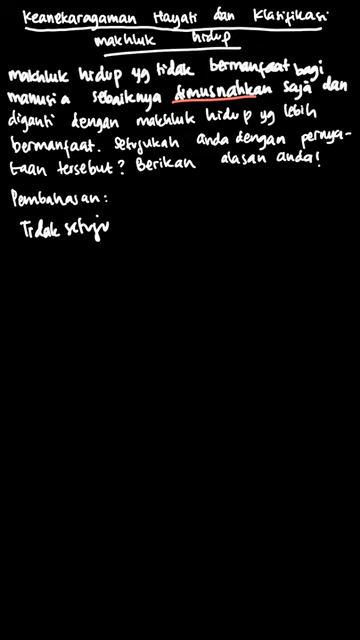 Keanekaragaman Hayati dan Klasifikasi
makhluk hidup
makhluk hidup yg tidak bermanfaat bagi
manusia sebaiknya dimusnahkan saja dan
diganti dengan makhluk hidup yg lebih
bermanfaat. Setujukah anda dengan pernya-
taan tersebut? Berikan alasan anda!
Pembahasan:
Tidak setuju